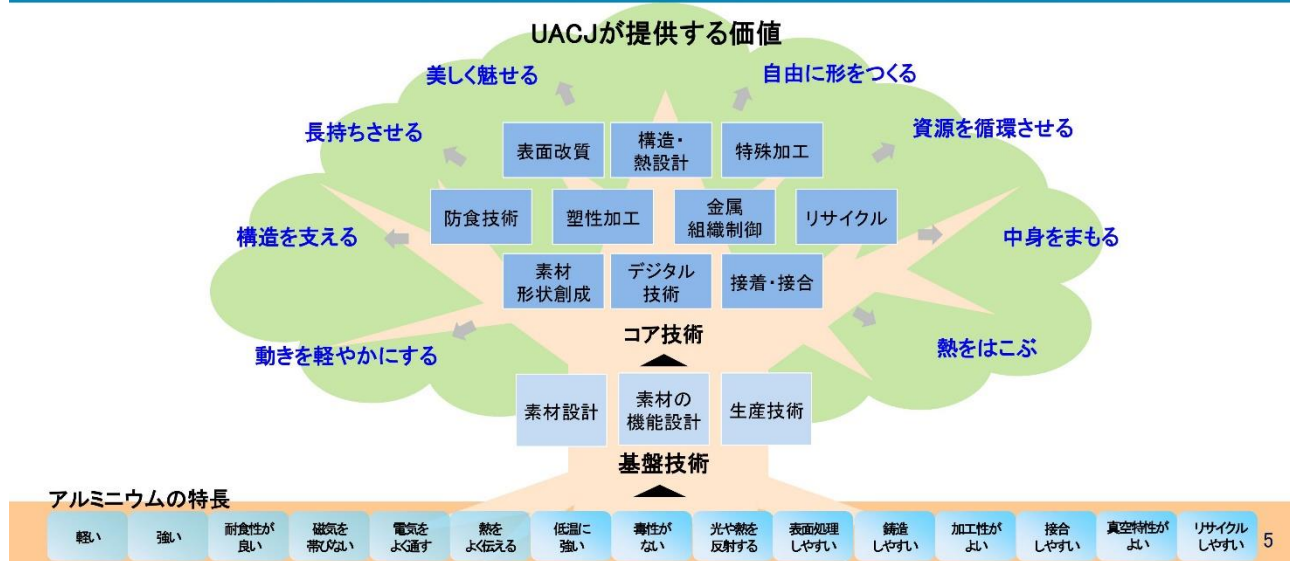 UACJが提供する価値
美しく魅せる
自由に形をつくる
長持ちさせる
資源を循環させる
構造を支える
中身をまもる
動きを軽やかにする
熱をはこぶ
表面改質
構造・
熱設計
特殊加工
防食技術
塑性加工
金属
組織制御
リサイクル
素材
形状創成
デジタル
技術
接着・接合
コア技術
素材設計
素材の
機能設計
生産技術
基盤技術
アルミニウムの特長
軽い
強い
耐食性が
良い
磁気を
帯びない
電気を
よく通す
熱を
よく伝える
低温に
強い
毒性が
ない
光や熱を
反射する
表面処理
しやすい
鋳造
しやすい
加工性が
よい
接合
しやすい
真空特性が
よい
リサイクル
しやすい
5